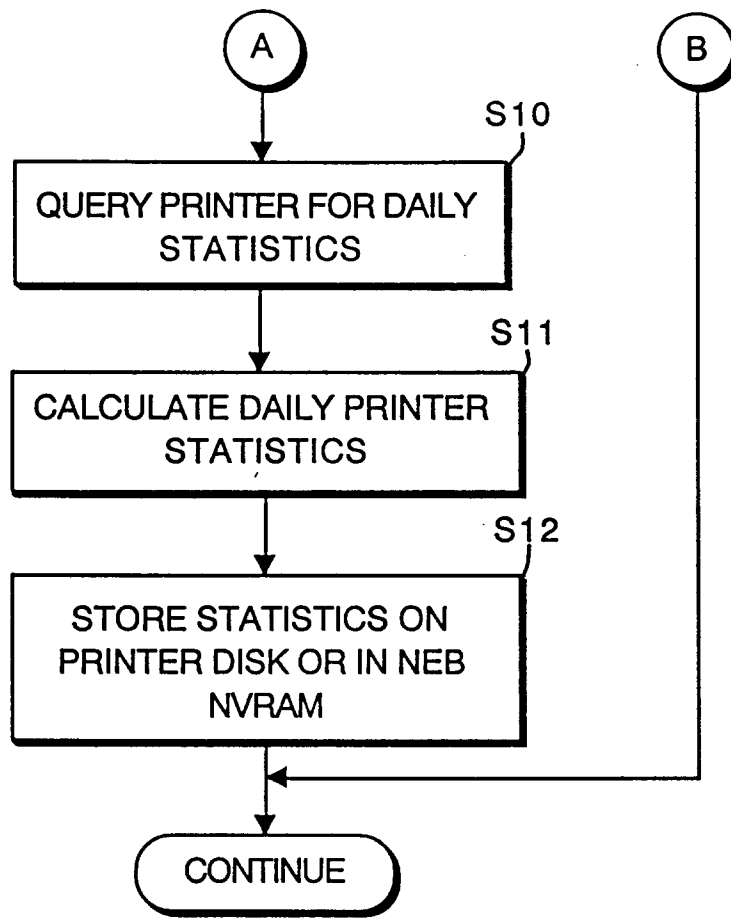 A
B
S10
QUERY PRINTER FOR DAILY
STATISTICS
S11
CALCULATE DAILY PRINTER
STATISTICS
S12
STORE STATISTICS ON
PRINTER DISK OR IN NEB
NVRAM
CONTINUE